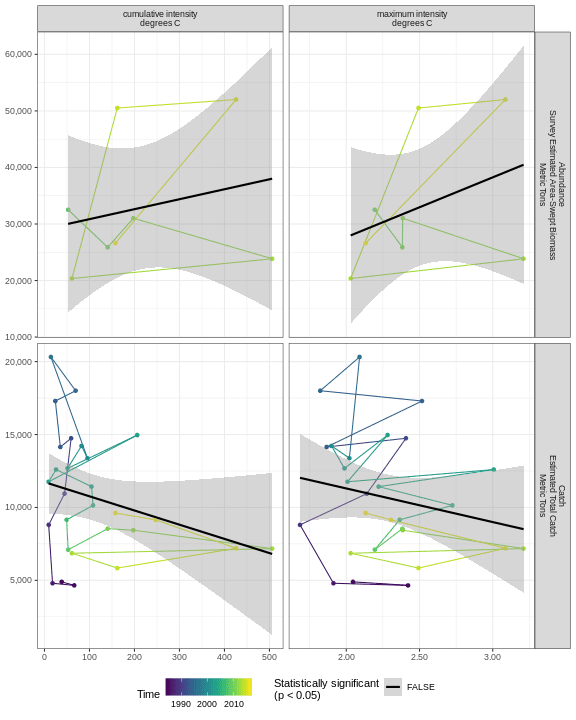 cumulative intensity
degrees C
maximum intensity
degrees C
60,000
50,000
40,000
30,000
20,000
10,000
Abundance
Survey Estimated Area-Swept Biomass
Metric Tons
20,000
15,000
10,000
5,000
Catch
Estimated Total Catch
Metric Tons
0
100
200
300
400
500
2.00
2.50
3.00
Time
1990
2000
2010
Statistically significant
(p < 0.05)
FALSE